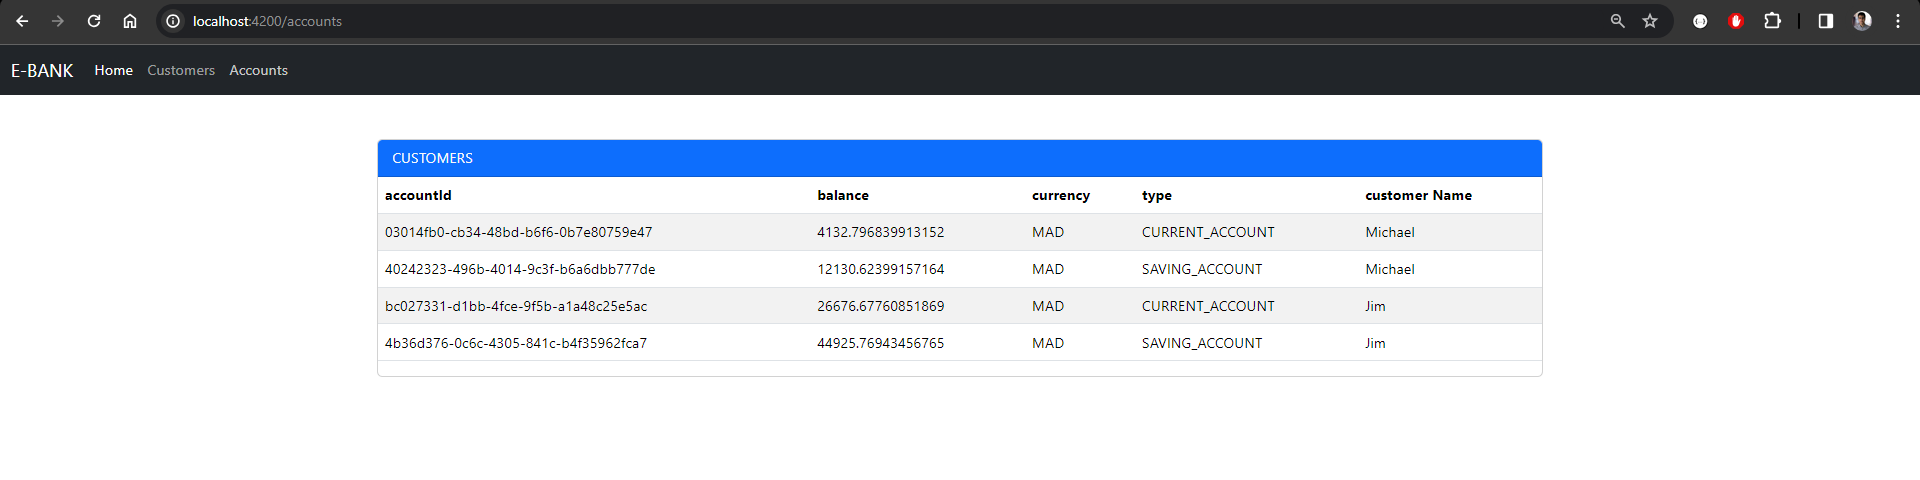 localhost:4200/accounts
E-BANK Home Customers Accounts
CUSTOMERS
accountId balance currency type customer Name
03014fb0-cb34-48bd-b6f6-0b7e80759e47 4132.796839913152 MAD CURRENT_ACCOUNT Michael
40242323-496b-4014-9c3f-b6a6dbb777de 12130.62399157164 MAD SAVING_ACCOUNT Michael
bc027331-d1bb-4fce-9f5b-a1a48c25e5ac 26676.67760851869 MAD CURRENT_ACCOUNT Jim
4b36d376-0c6c-4305-841c-b4f35962fca7 44925.76943456765 MAD SAVING_ACCOUNT Jim